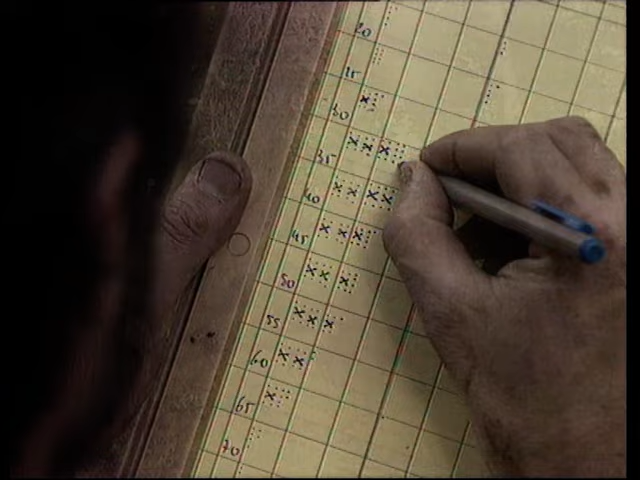 20
25
30 x
35 x x x
40 x x x x
45 x x x
50 x x x
55 x x x
60 x x
65 x
70